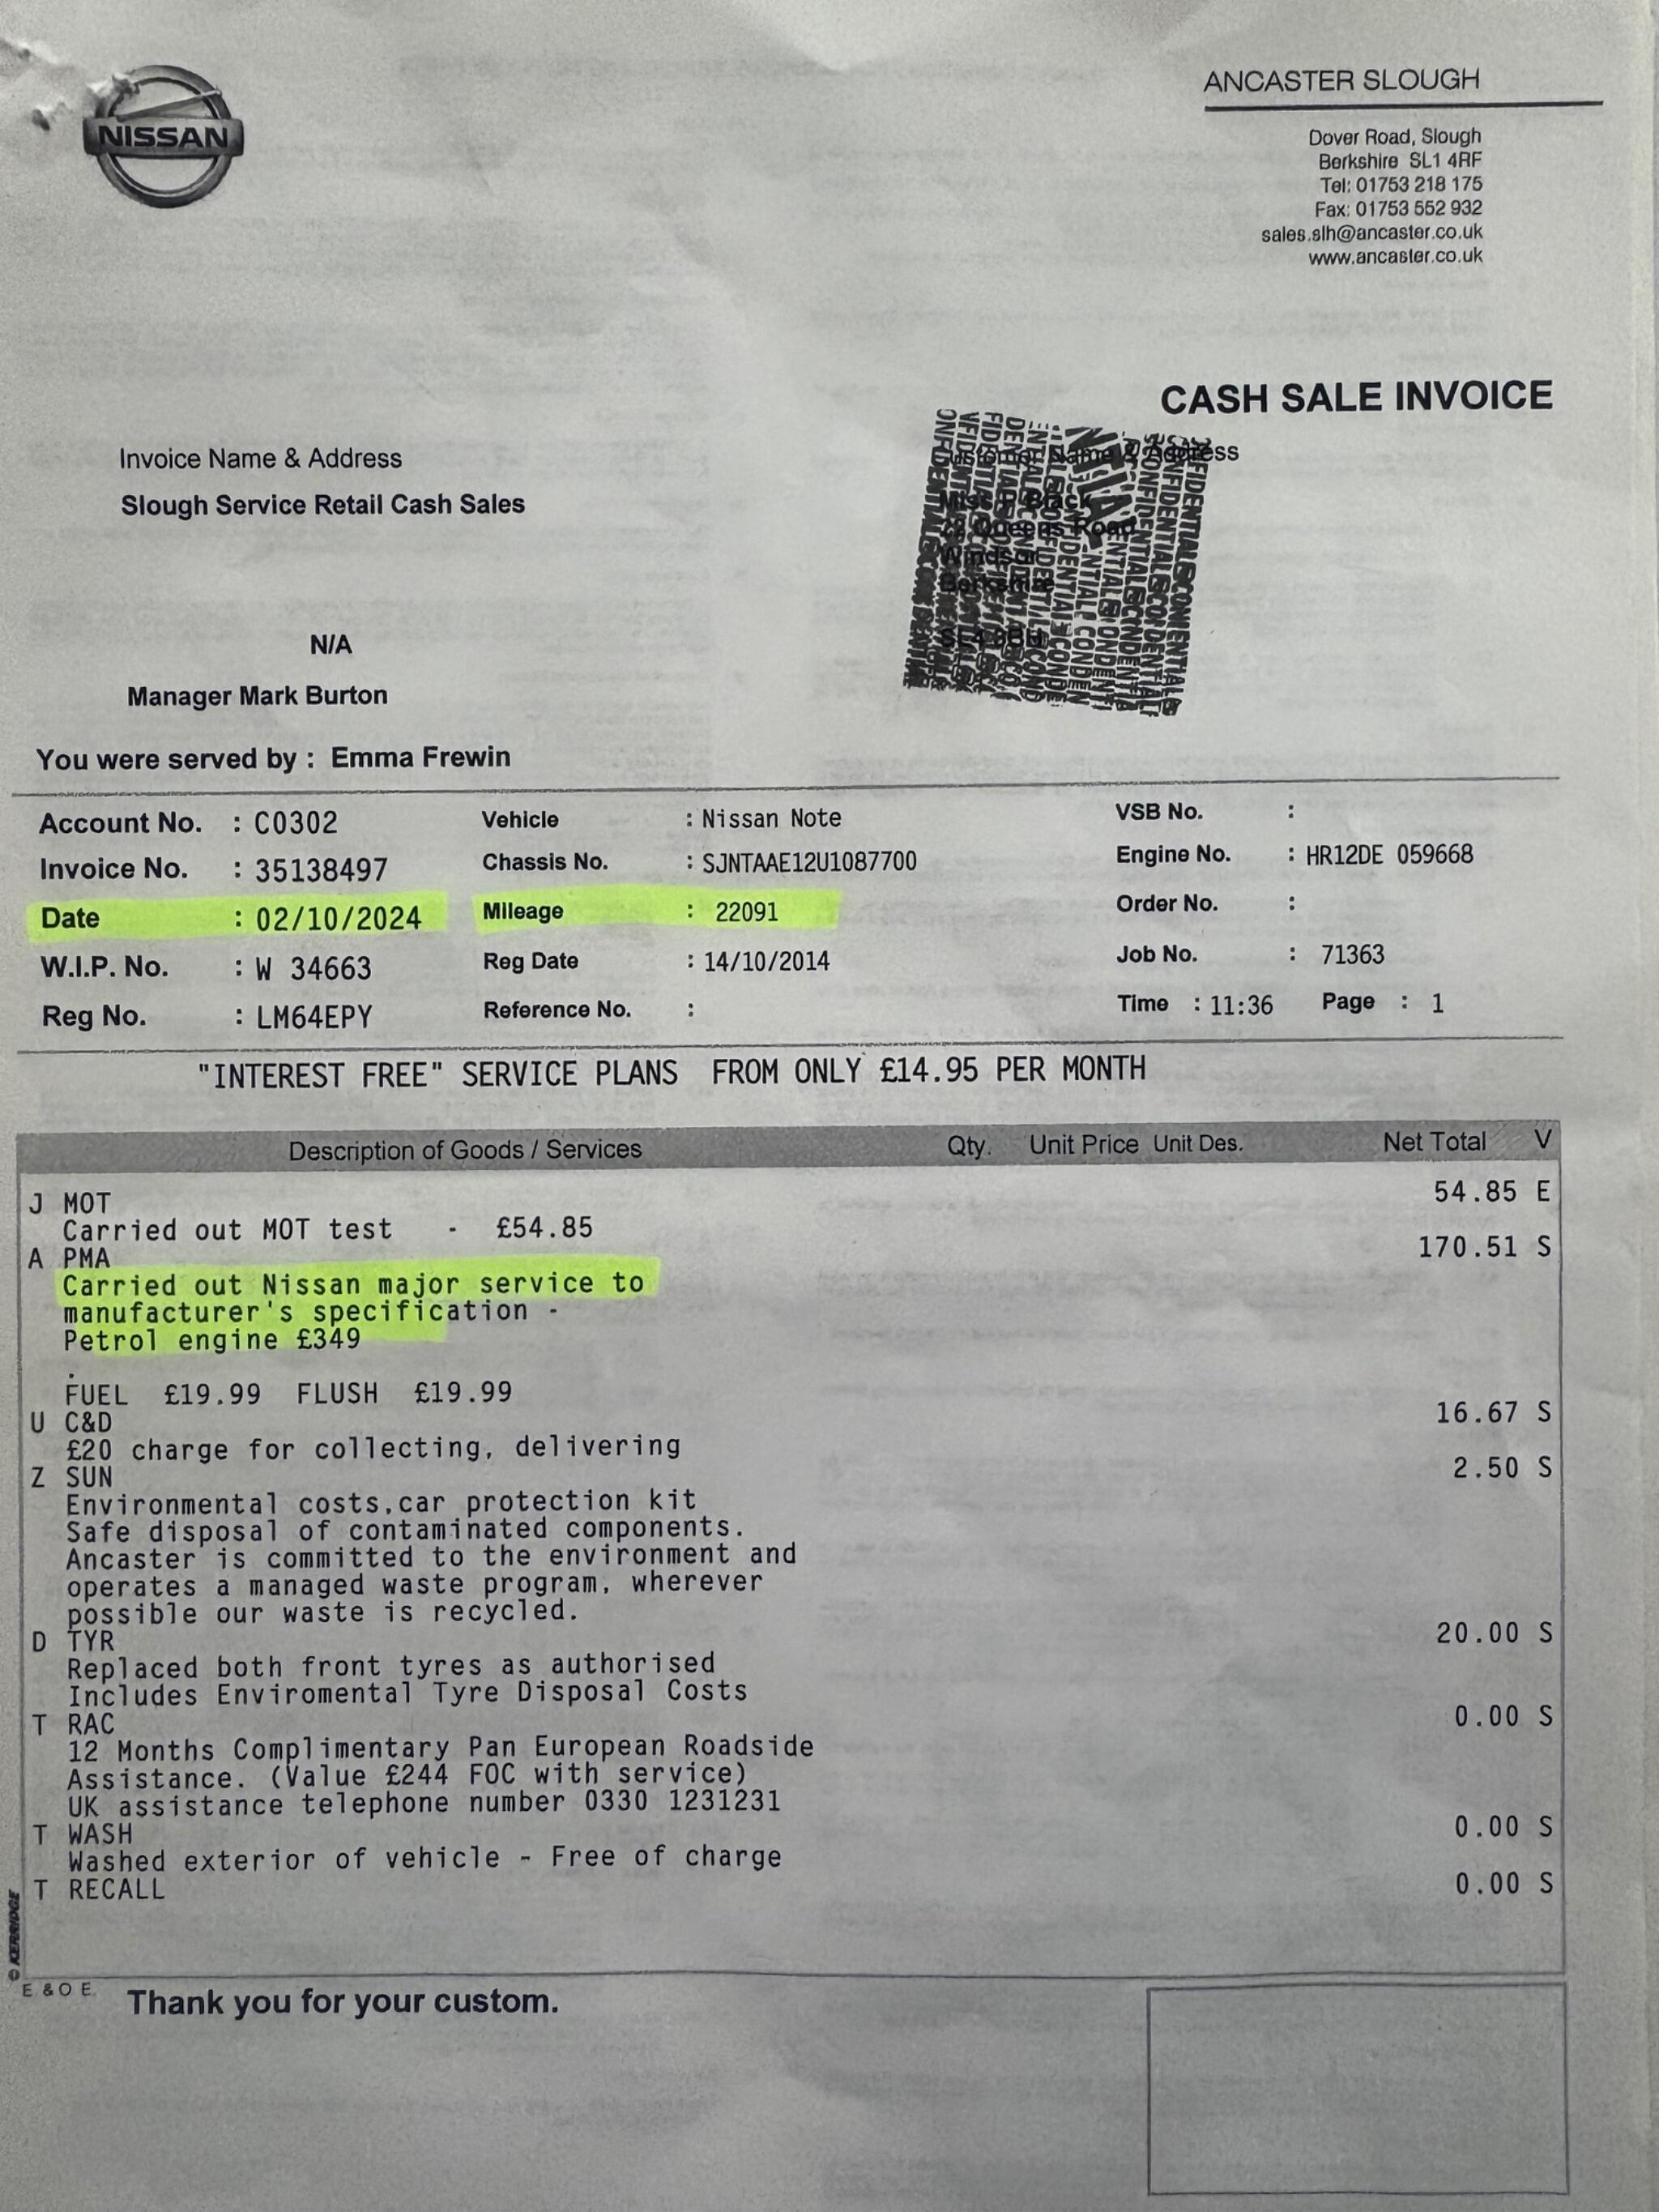 NISSAN
ANCASTER SLOUGH
Dover Road, Slough
Berkshire SL1 4RF
Tel: 01753 218 175
Fax: 01753 552 932
sales.slh@ancaster.co.uk
www.ancaster.co.uk
CASH SALE INVOICE
Invoice Name & Address
Slough Service Retail Cash Sales
Name & Address
N/A
Manager Mark Burton
You were served by : Emma Frewin
Account No. : C0302 Vehicle : Nissan Note VSB No. :
Invoice No. : 35138497 Chassis No. : SJNTAAE12U1087700 Engine No. : HR12DE 059668
Date : 02/10/2024 Mileage : 22091 Order No. :
W.I.P. No. : W 34663 Reg Date : 14/10/2014 Job No. : 71363
Reg No. : LM64EPY Reference No. : Time : 11:36 Page : 1
"INTEREST FREE" SERVICE PLANS FROM ONLY £14.95 PER MONTH
Description of Goods / Services Qty. Unit Price Unit Des. Net Total V
J MOT 54.85 E
Carried out MOT test - £54.85
A PMA 170.51 S
Carried out Nissan major service to
manufacturer's specification -
Petrol engine £349
.
FUEL £19.99 FLUSH £19.99
U C&D 16.67 S
£20 charge for collecting, delivering
Z SUN 2.50 S
Environmental costs,car protection kit
Safe disposal of contaminated components.
Ancaster is committed to the environment and
operates a managed waste program, wherever
possible our waste is recycled.
D TYR 20.00 S
Replaced both front tyres as authorised
Includes Enviromental Tyre Disposal Costs
T RAC 0.00 S
12 Months Complimentary Pan European Roadside
Assistance. (Value £244 FOC with service)
UK assistance telephone number 0330 1231231
T WASH 0.00 S
Washed exterior of vehicle - Free of charge
T RECALL 0.00 S
© KERRIDGE
E & O E.
Thank you for your custom.